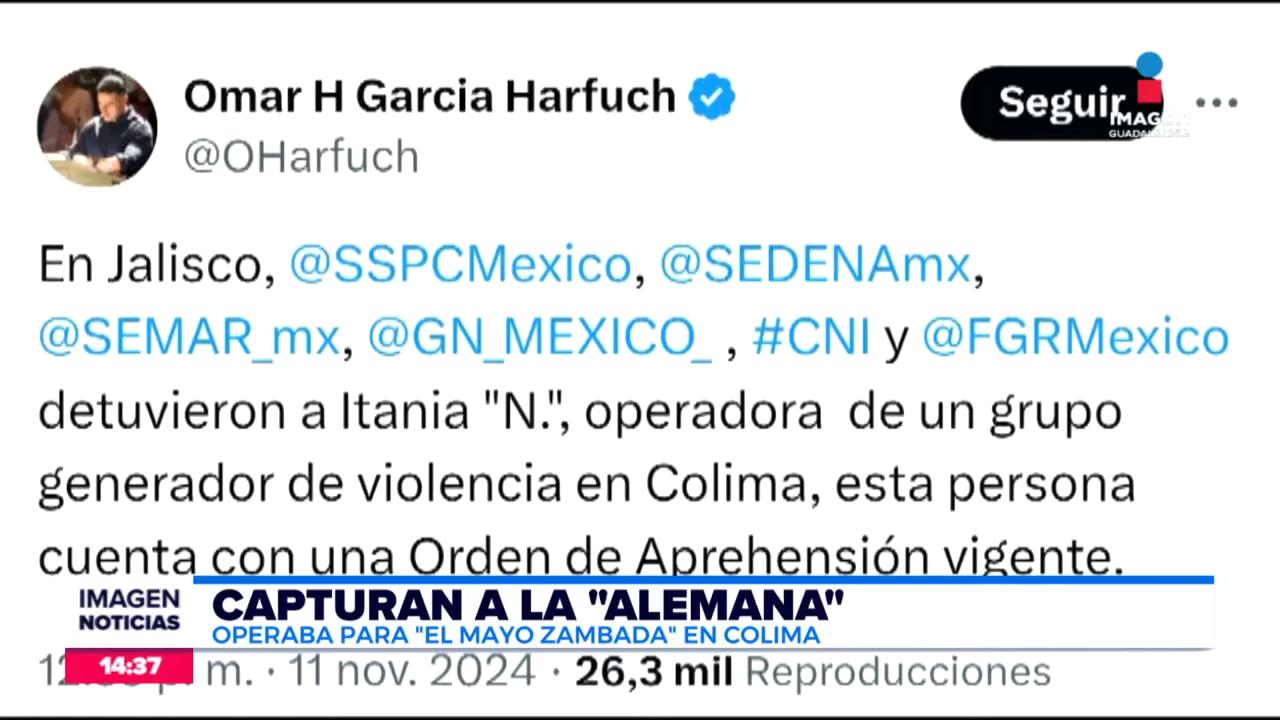 Omar H Garcia Harfuch
@OHarfuch
Seguir
IMAGEN
GUADALAJARA
En Jalisco, @SSPCMexico, @SEDENAmx,
@SEMAR_mx, @GN_MEXICO_ , #CNI y @FGRMexico
detuvieron a Itania "N.", operadora de un grupo
generador de violencia en Colima, esta persona
cuenta con una Orden de Aprehensión vigente.
IMAGEN
NOTICIAS
CAPTURAN A LA "ALEMANA"
OPERABA PARA "EL MAYO ZAMBADA" EN COLIMA
14:37
m. · 11 nov. 2024 · 26,3 mil Reproducciones